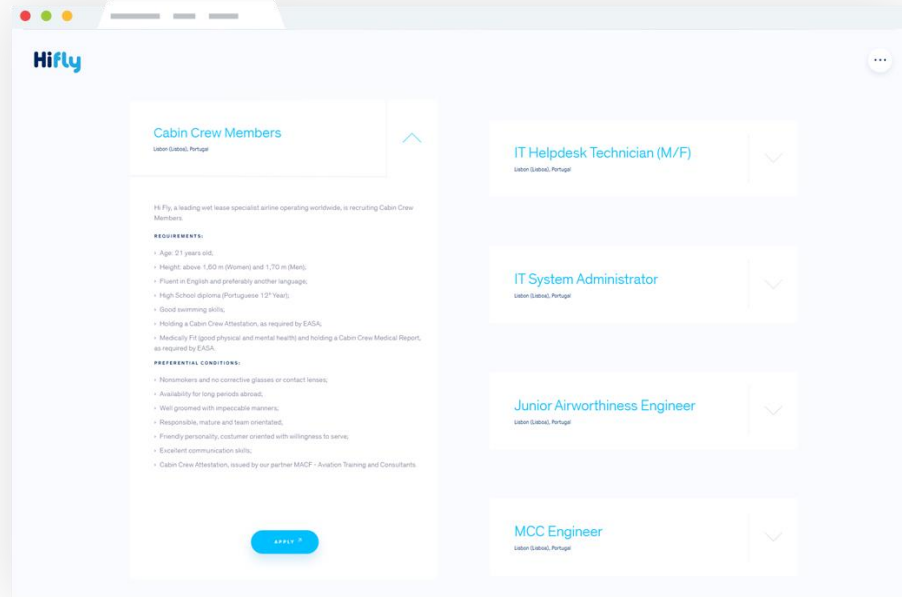 Hifly
...
Cabin Crew Members
Lisbon (Lisboa), Portugal
Hi Fly, a leading wet lease specialist airline operating worldwide, is recruiting Cabin Crew
Members.
REQUIREMENTS:
• Age: 21 years old;
• Height: above 1,60 m (Women) and 1,70 m (Men);
• Fluent in English and preferably another language;
• High School diploma (Portuguese 12º Year);
• Good swimming skills;
• Holding a Cabin Crew Attestation, as required by EASA;
• Medically Fit (good physical and mental health) and holding a Cabin Crew Medical Report,
as required by EASA.
PREFERENTIAL CONDITIONS:
• Nonsmokers and no corrective glasses or contact lenses;
• Availability for long periods abroad;
• Well groomed with impeccable manners;
• Responsible, mature and team orientated;
• Friendly personality, costumer oriented with willingness to serve;
• Excellent communication skills;
• Cabin Crew Attestation, issued by our partner MACF - Aviation Training and Consultants.
APPLY
IT Helpdesk Technician (M/F)
Lisbon (Lisboa), Portugal
IT System Administrator
Lisbon (Lisboa), Portugal
Junior Airworthiness Engineer
Lisbon (Lisboa), Portugal
MCC Engineer
Lisbon (Lisboa), Portugal